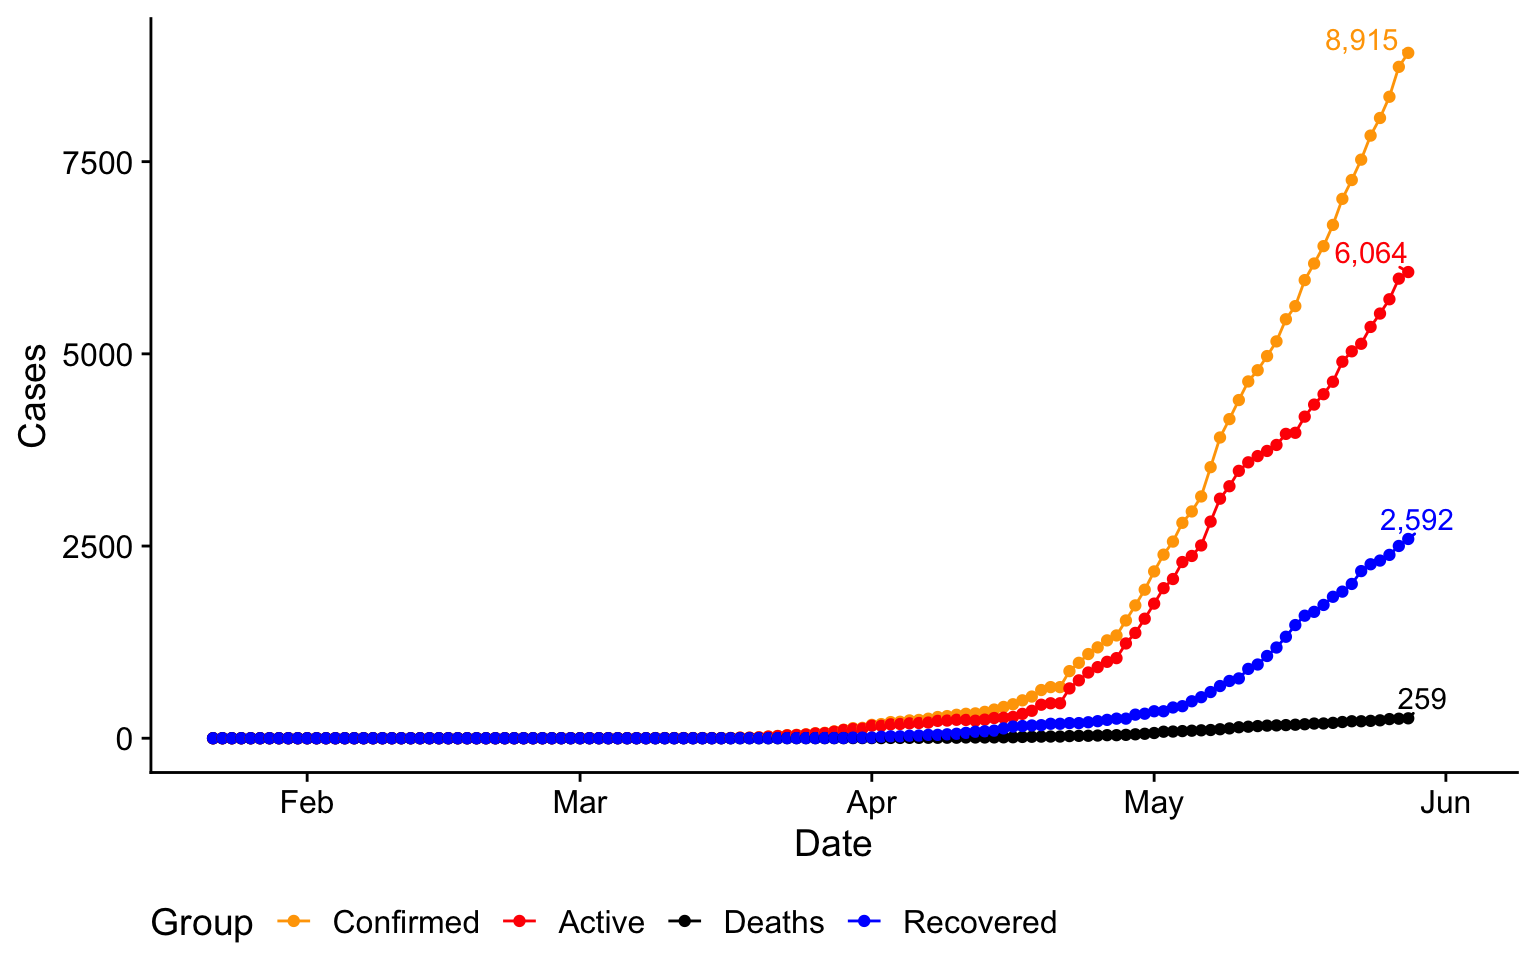 8,915
7500
6,064
5000
Cases
2,592
2500
259
0
Feb Mar Apr May Jun
Date
Group Confirmed Active Deaths Recovered